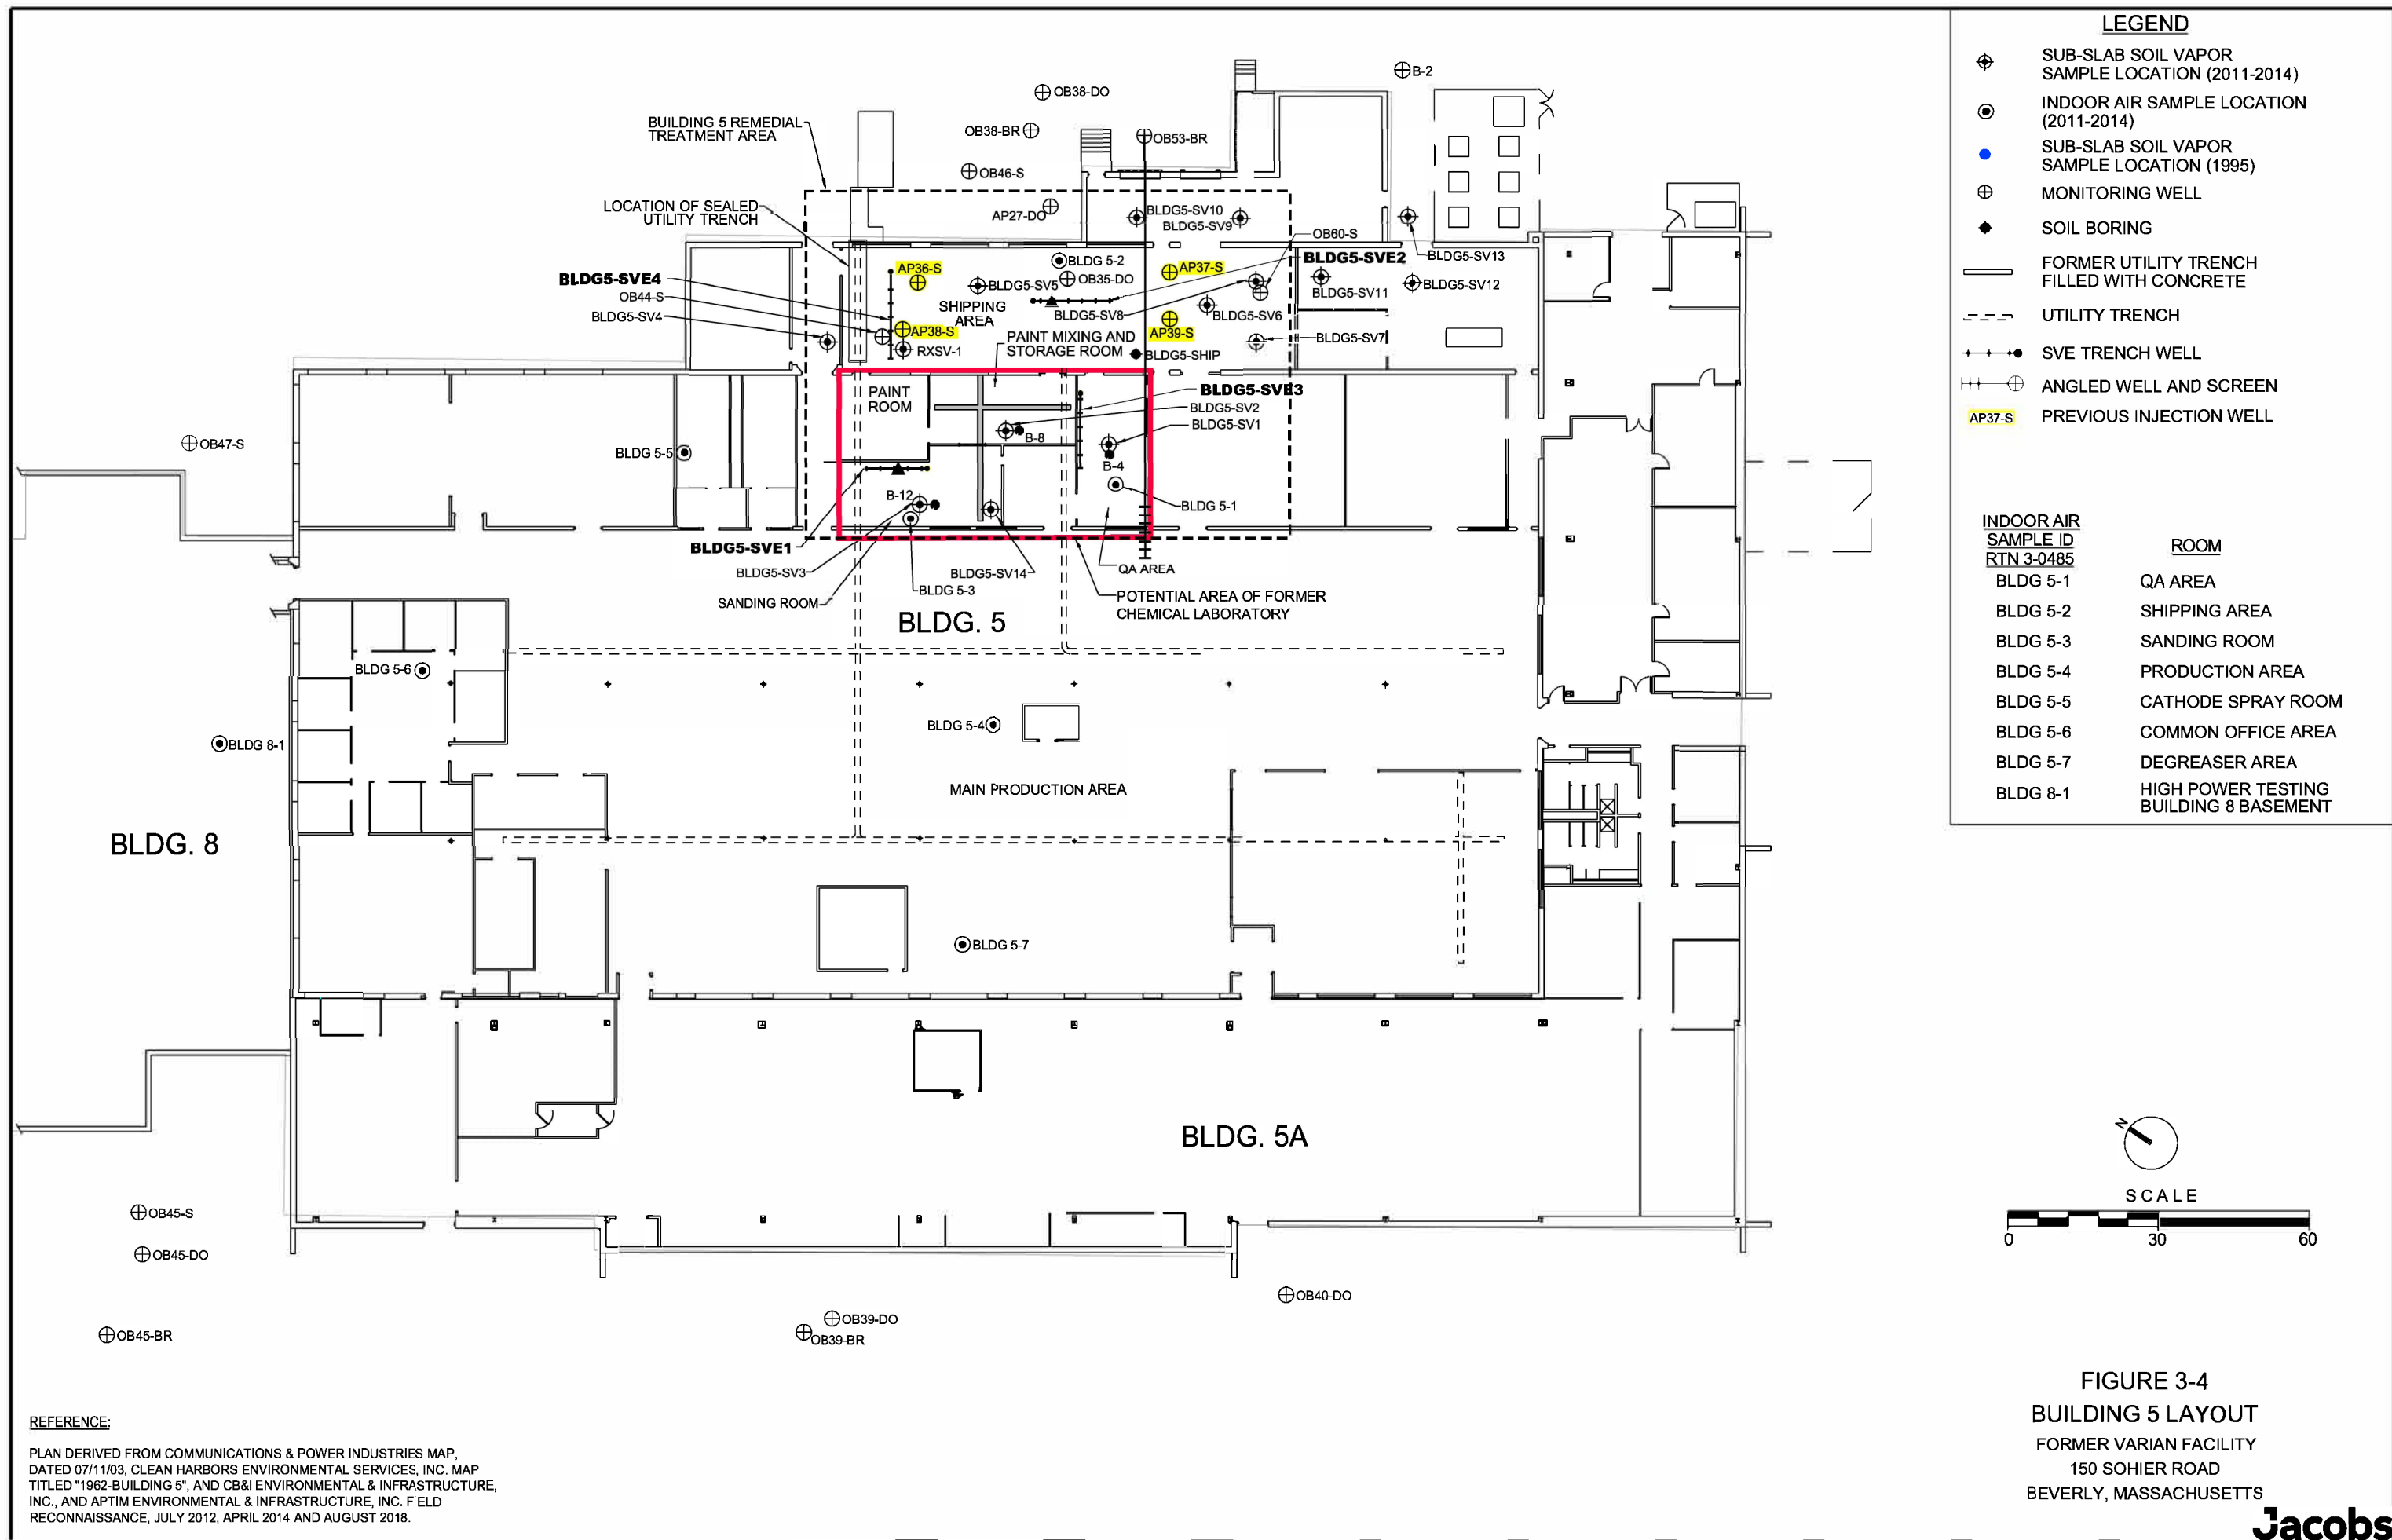 LEGEND
SUB-SLAB SOIL VAPOR
SAMPLE LOCATION (2011-2014)
INDOOR AIR SAMPLE LOCATION
(2011-2014)
SUB-SLAB SOIL VAPOR
SAMPLE LOCATION (1995)
MONITORING WELL
SOIL BORING
FORMER UTILITY TRENCH
FILLED WITH CONCRETE
UTILITY TRENCH
SVE TRENCH WELL
ANGLED WELL AND SCREEN
AP37-S PREVIOUS INJECTION WELL
INDOOR AIR
SAMPLE ID
RTN 3-0485
ROOM
BLDG 5-1 QA AREA
BLDG 5-2 SHIPPING AREA
BLDG 5-3 SANDING ROOM
BLDG 5-4 PRODUCTION AREA
BLDG 5-5 CATHODE SPRAY ROOM
BLDG 5-6 COMMON OFFICE AREA
BLDG 5-7 DEGREASER AREA
BLDG 8-1 HIGH POWER TESTING
BUILDING 8 BASEMENT
B-2
OB38-DO
BUILDING 5 REMEDIAL
TREATMENT AREA
OB38-BR
OB53-BR
OB46-S
LOCATION OF SEALED
UTILITY TRENCH
AP27-DO
BLDG5-SV10
BLDG5-SV9
OB60-S
BLDG5-SV13
BLDG5-SVE2
BLDG 5-2
AP36-S
AP37-S
BLDG5-SVE4
OB35-DO
BLDG5-SV5
BLDG5-SV12
BLDG5-SV11
OB44-S
SHIPPING
AREA
BLDG5-SV8
BLDG5-SV6
BLDG5-SV4
AP38-S
AP39-S
PAINT MIXING AND
STORAGE ROOM
BLDG5-SV7
RXSV-1
BLDG5-SHIP
PAINT
ROOM
BLDG5-SVE3
BLDG5-SV2
BLDG5-SV1
B-8
OB47-S
BLDG 5-5
B-4
B-12
BLDG 5-1
BLDG5-SVE1
BLDG5-SV3
BLDG5-SV14
QA AREA
BLDG 5-3
SANDING ROOM
POTENTIAL AREA OF FORMER
CHEMICAL LABORATORY
BLDG. 5
BLDG 5-6
BLDG 5-4
BLDG 8-1
MAIN PRODUCTION AREA
BLDG. 8
BLDG 5-7
BLDG. 5A
OB45-S
OB45-DO
OB45-BR
OB39-DO
OB39-BR
OB40-DO
N
SCALE
0 30 60
REFERENCE:
PLAN DERIVED FROM COMMUNICATIONS & POWER INDUSTRIES MAP,
DATED 07/11/03, CLEAN HARBORS ENVIRONMENTAL SERVICES, INC. MAP
TITLED "1962-BUILDING 5", AND CB&I ENVIRONMENTAL & INFRASTRUCTURE,
INC., AND APTIM ENVIRONMENTAL & INFRASTRUCTURE, INC. FIELD
RECONNAISSANCE, JULY 2012, APRIL 2014 AND AUGUST 2018.
FIGURE 3-4
BUILDING 5 LAYOUT
FORMER VARIAN FACILITY
150 SOHIER ROAD
BEVERLY, MASSACHUSETTS
Jacobs